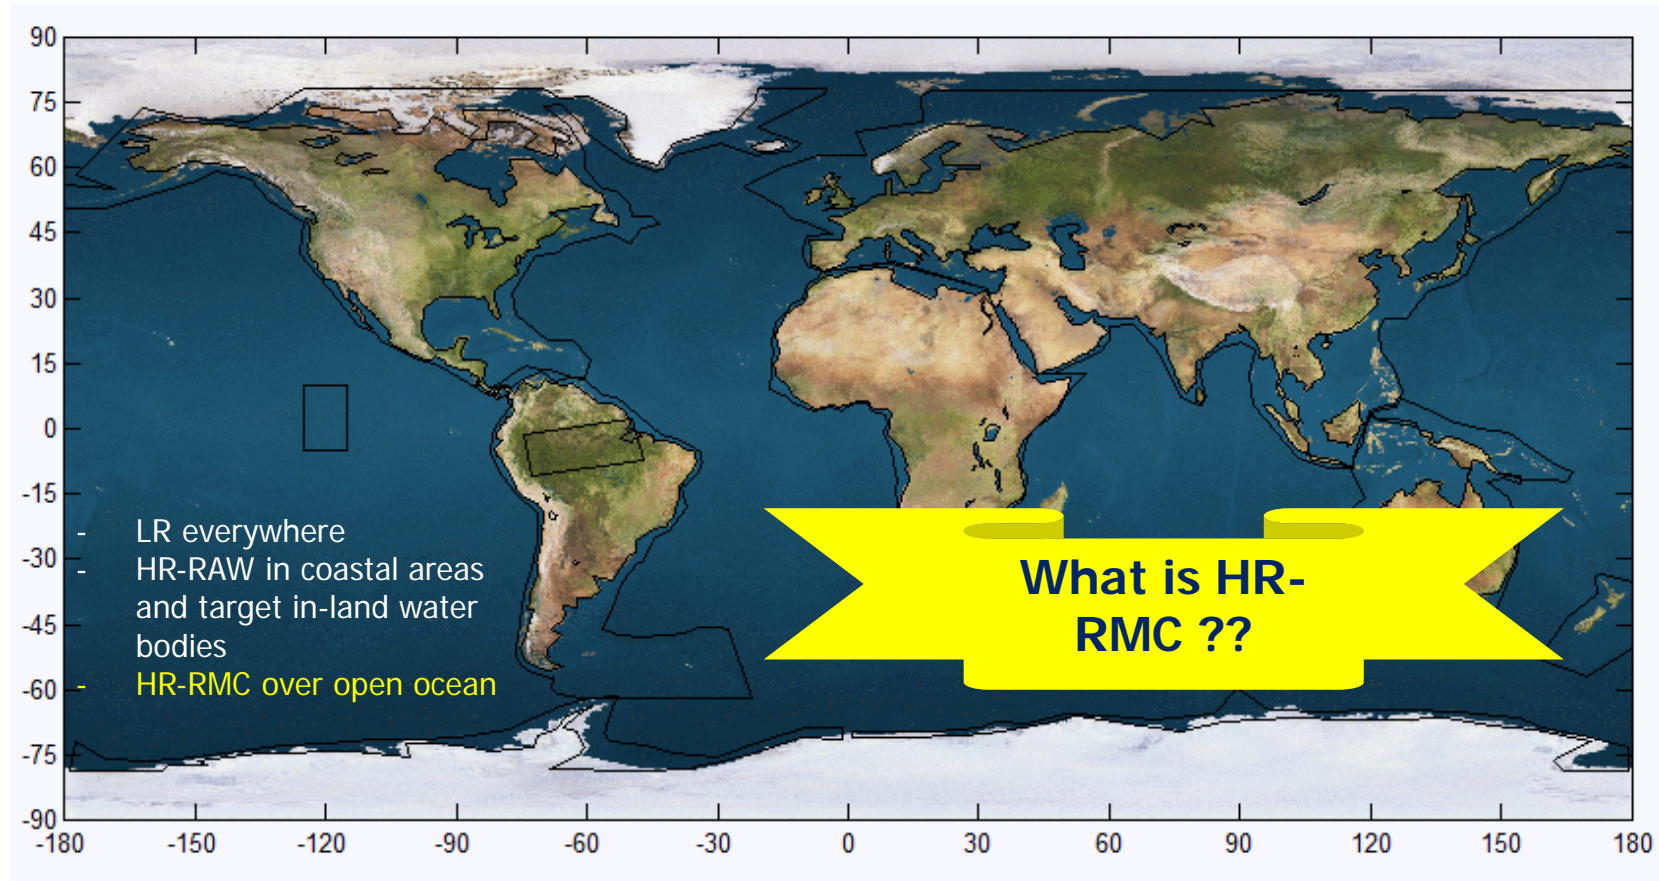 90
75
60
45
30
15
0
-15
-30
-45
-60
-75
-90
-180 -150 -120 -90 -60 -30 0 30 60 90 120 150 180
- LR everywhere
- HR-RAW in coastal areas
and target in-land water
bodies
- HR-RMC over open ocean
What is HR-
RMC ??